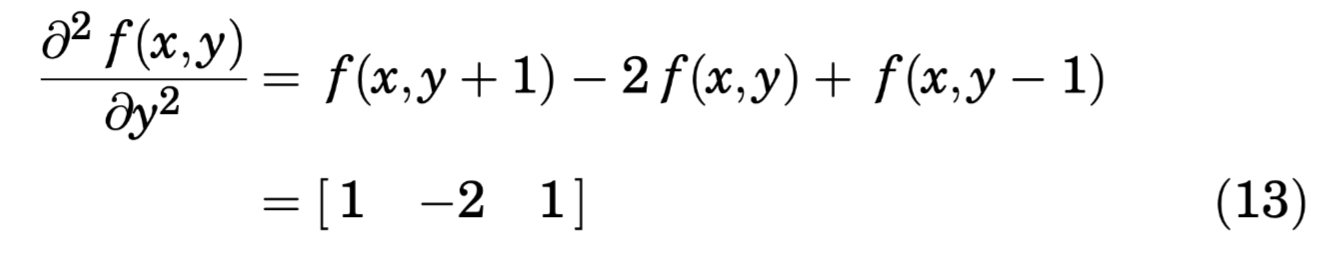 ∂² f(x,y) / ∂y² = f(x,y + 1) − 2 f(x,y) + f(x,y − 1)
= [ 1 −2 1 ] (13)